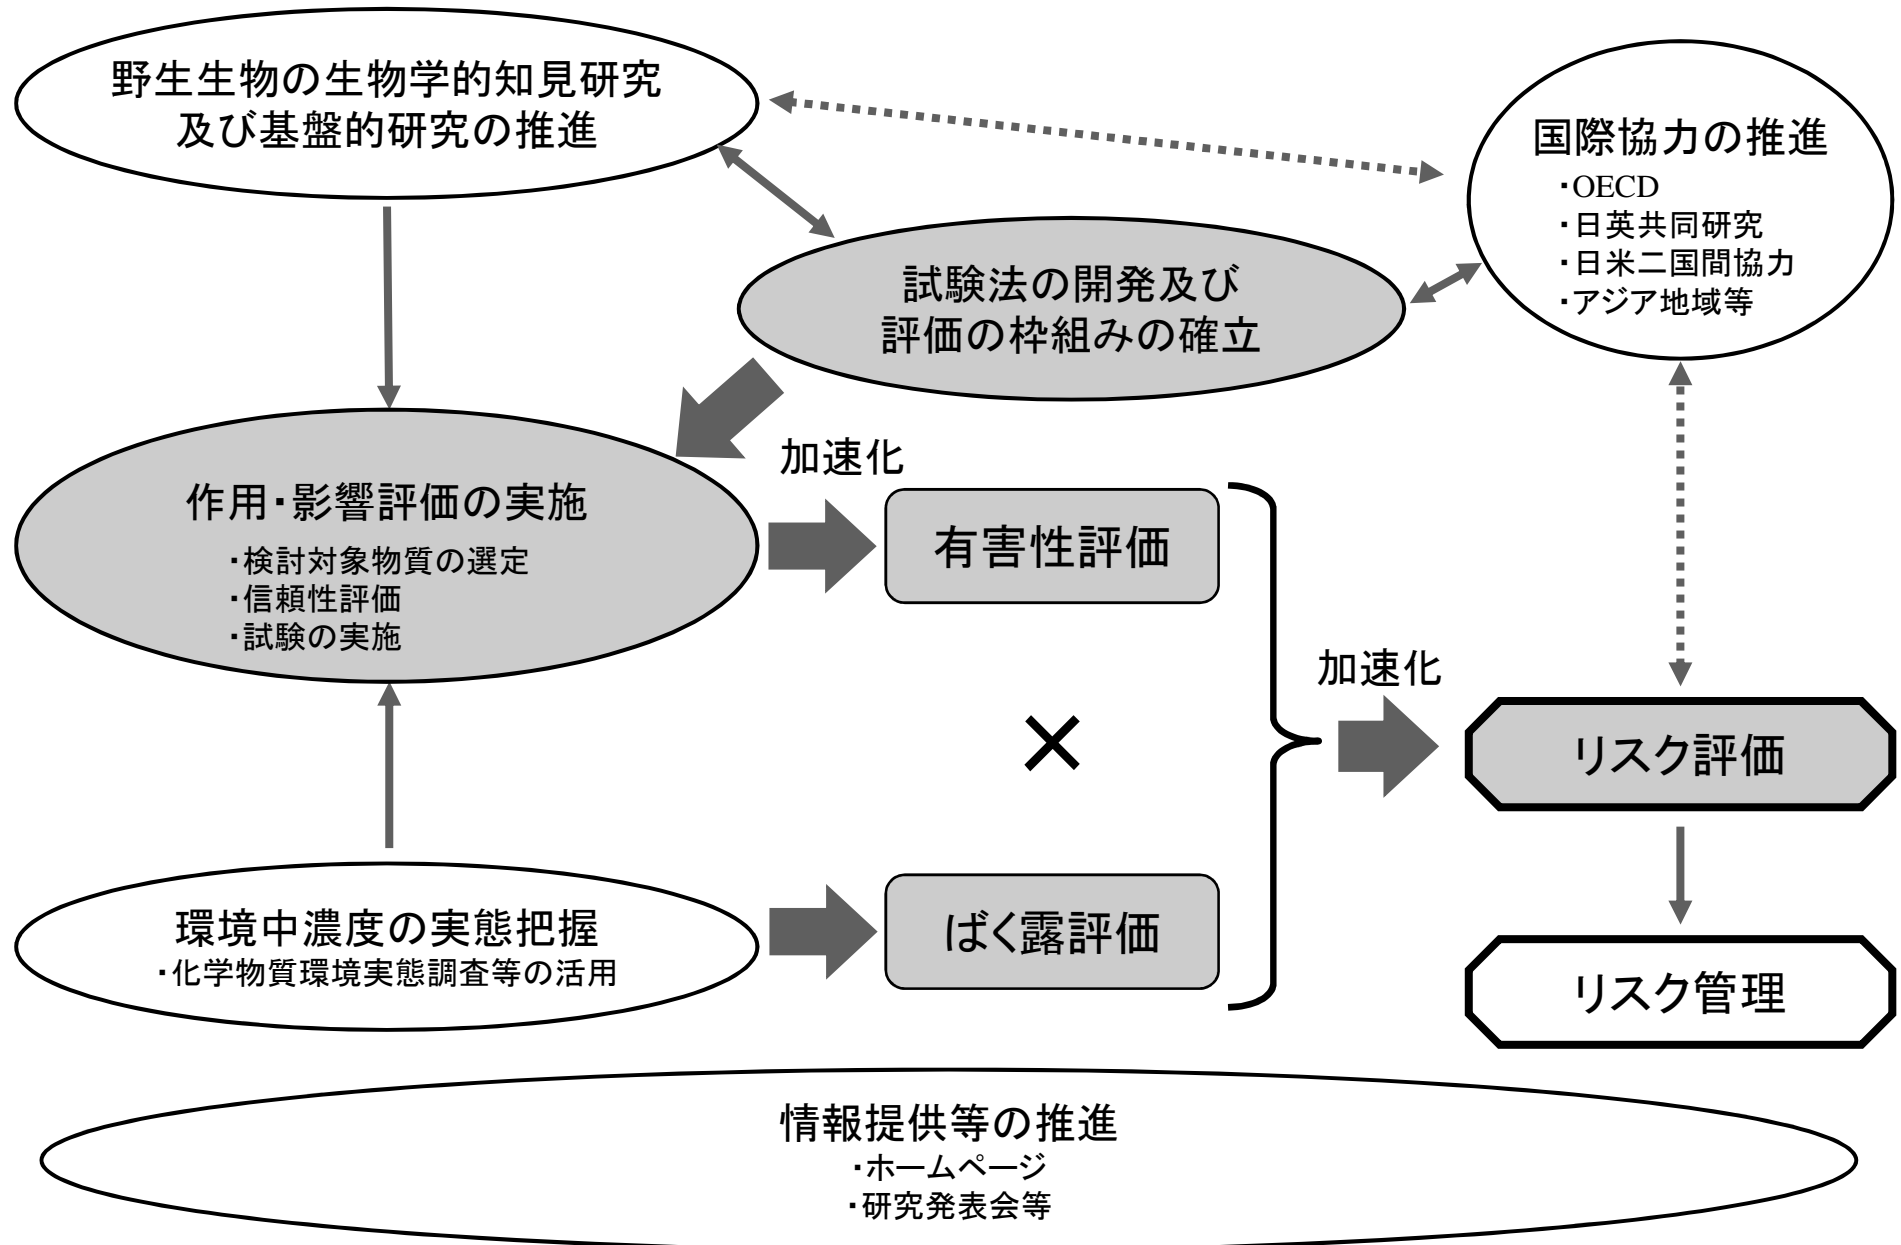 野生生物の生物学的知見研究
及び基盤的研究の推進
国際協力の推進
・OECD
・日英共同研究
・日米二国間協力
・アジア地域等
試験法の開発及び
評価の枠組みの確立
加速化
作用・影響評価の実施
・検討対象物質の選定
・信頼性評価
・試験の実施
有害性評価
×
加速化
リスク評価
環境中濃度の実態把握
・化学物質環境実態調査等の活用
ばく露評価
リスク管理
情報提供等の推進
・ホームページ
・研究発表会等